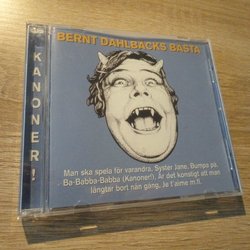 BERNT DAHLBÄCKS BÄSTA
KANONER!
Man ska spela för varandra, Syster Jane, Bumpa på,
Ba-Babba-Babba (Kanoner!), Är det konstigt att man
längtar bort nån gång, Je t'aime m.fl.